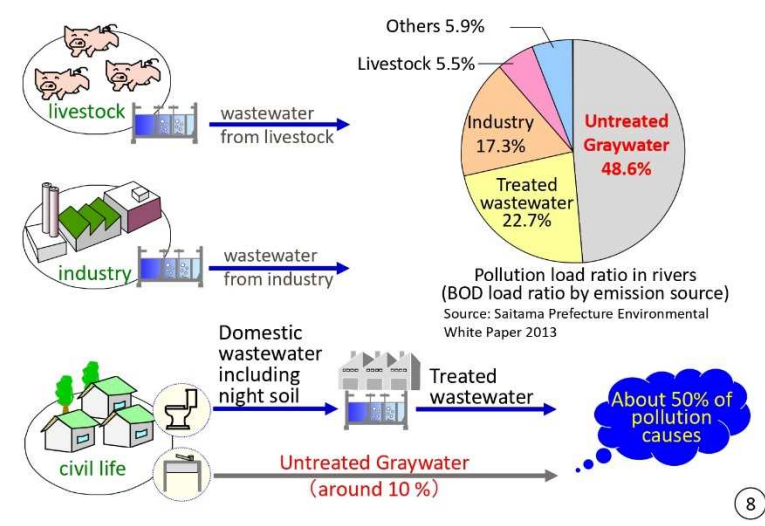 Others 5.9%
Livestock 5.5%
Industry
17.3%
Untreated
Graywater
48.6%
Treated
wastewater
22.7%
Pollution load ratio in rivers
(BOD load ratio by emission source)
Source: Saitama Prefecture Environmental
White Paper 2013
livestock
wastewater
from livestock
industry
wastewater
from industry
civil life
Domestic
wastewater
including
night soil
Treated
wastewater
Untreated Graywater
(around 10 %)
About 50% of
pollution
causes
8